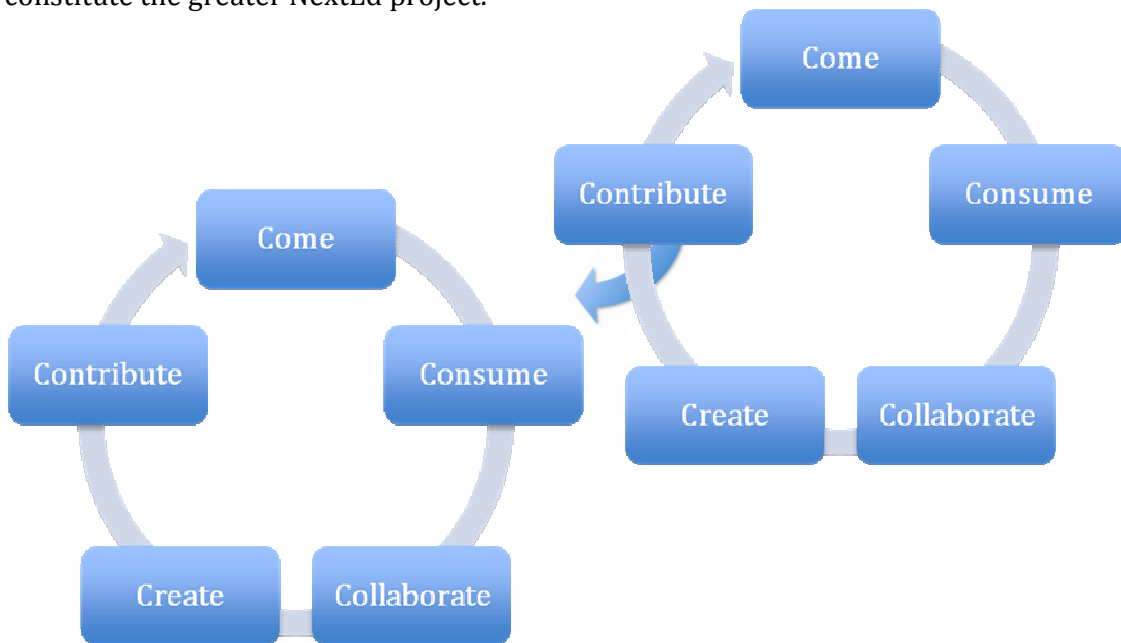 constitute the greater NextEd project.
Come
Consume
Collaborate
Create
Contribute
Come
Consume
Collaborate
Create
Contribute